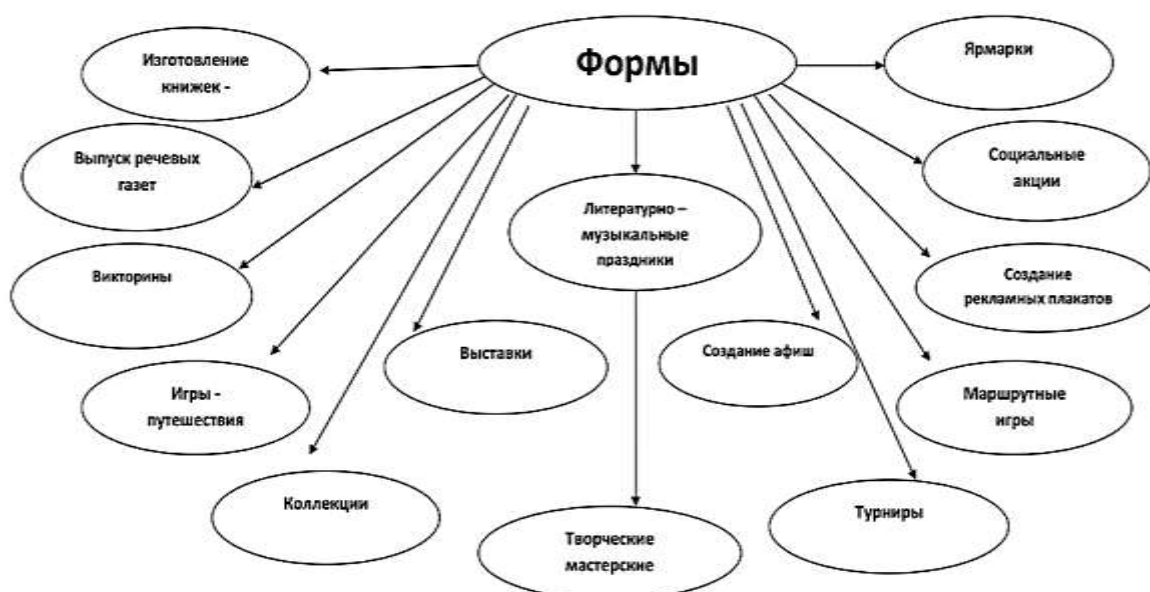 Формы
Изготовление
книжек -
Выпуск речевых
газет
Викторины
Игры -
путешествия
Коллекции
Выставки
Литературно –
музыкальные
праздники
Творческие
мастерские
Создание афиш
Турниры
Маршрутные
игры
Создание
рекламных плакатов
Социальные
акции
Ярмарки